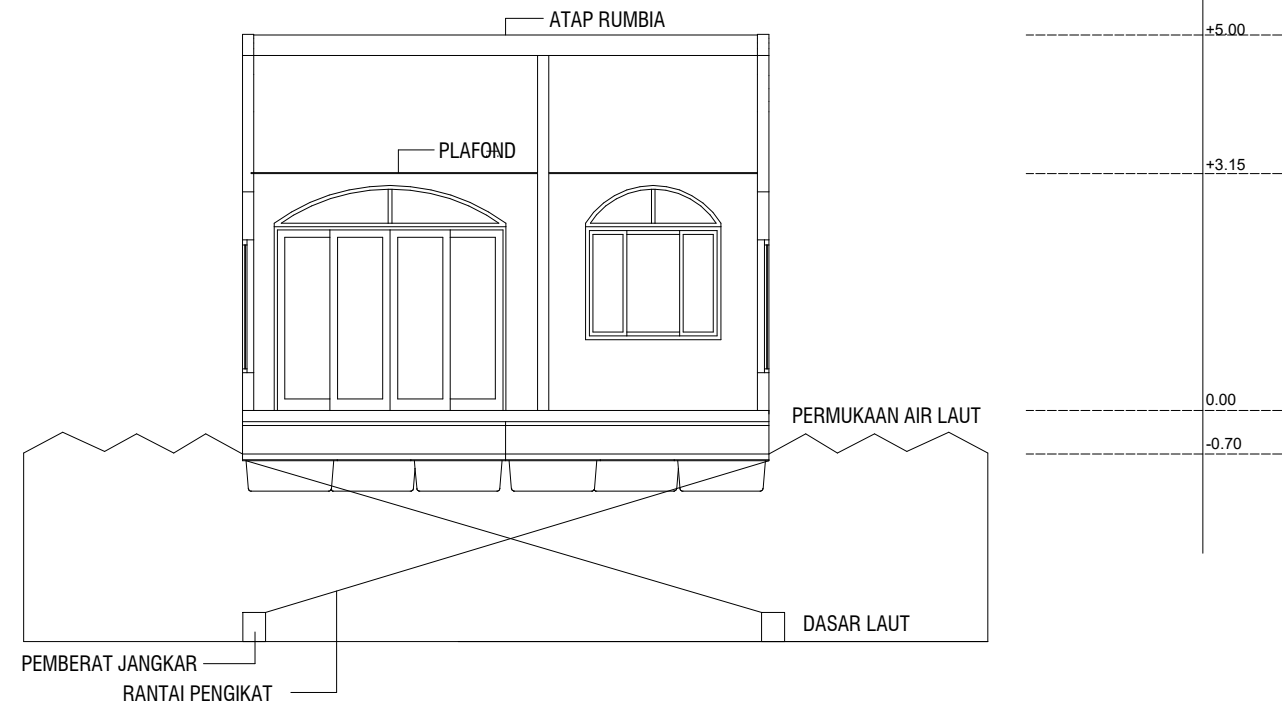 ATAP RUMBIA
+5.00
PLAFOND
+3.15
0.00
PERMUKAAN AIR LAUT
-0.70
DASAR LAUT
PEMBERAT JANGKAR
RANTAI PENGIKAT